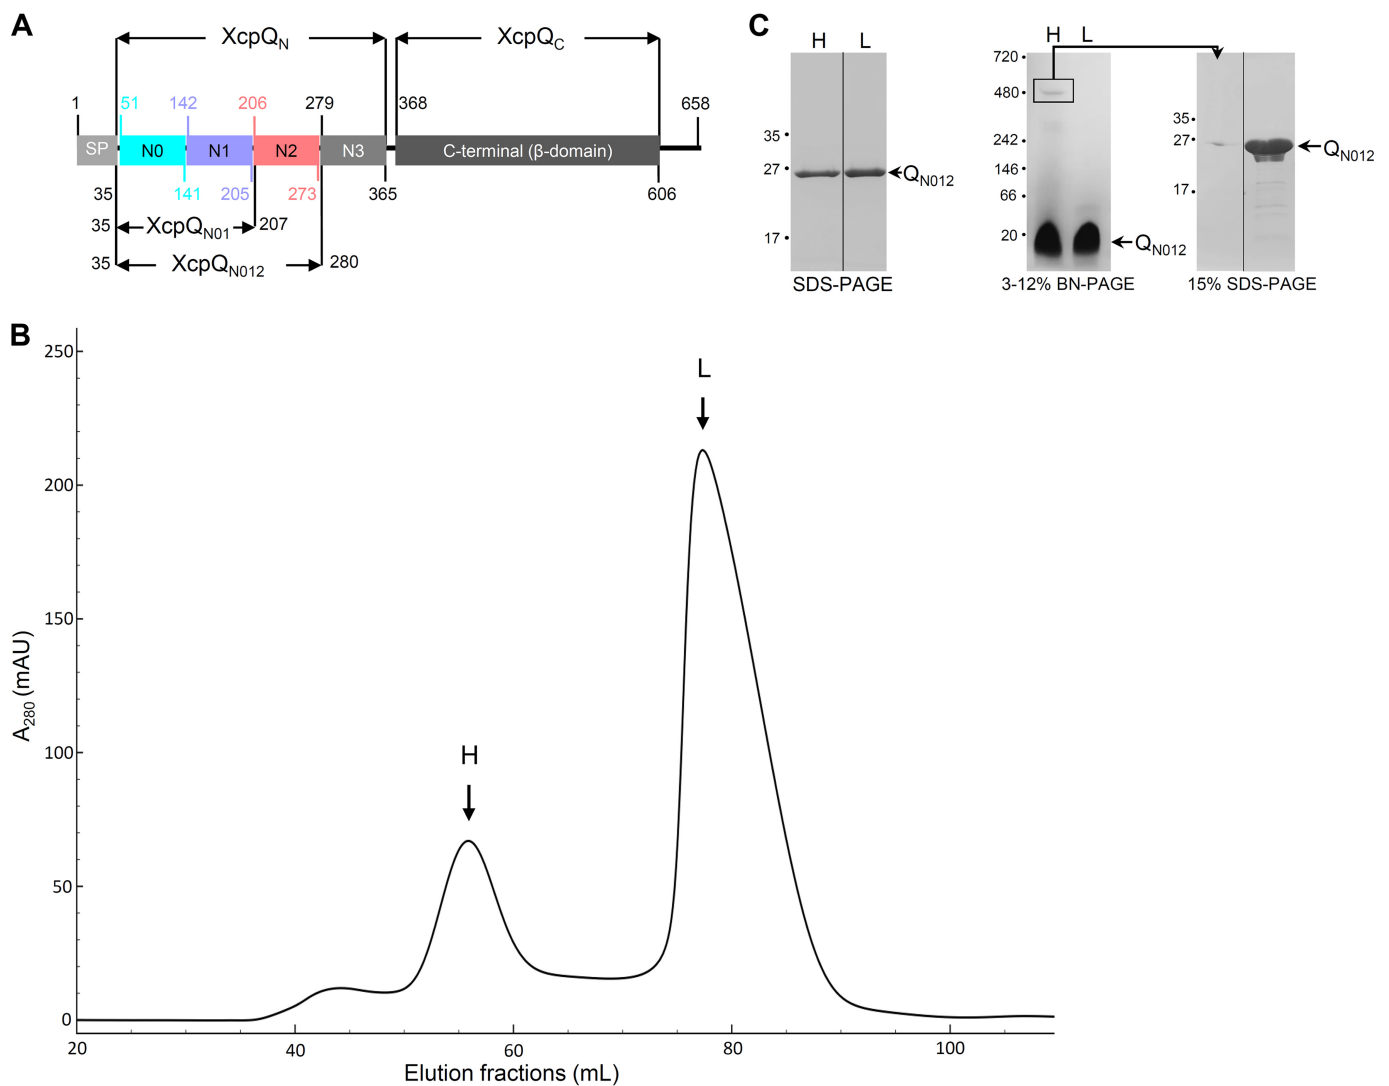 A
XcpQN
XcpQC
1
51
142
206
279
368
658
SP
N0
N1
N2
N3
C-terminal (β-domain)
35
141
205
273
365
606
35
XcpQN01
207
35
XcpQN012
280
C
H
L
35
27
17
QN012
SDS-PAGE
H
L
720
480
242
146
66
20
QN012
3-12% BN-PAGE
35
27
17
QN012
15% SDS-PAGE
B
250
200
150
100
50
0
A280 (mAU)
H
L
20
40
60
80
100
Elution fractions (mL)